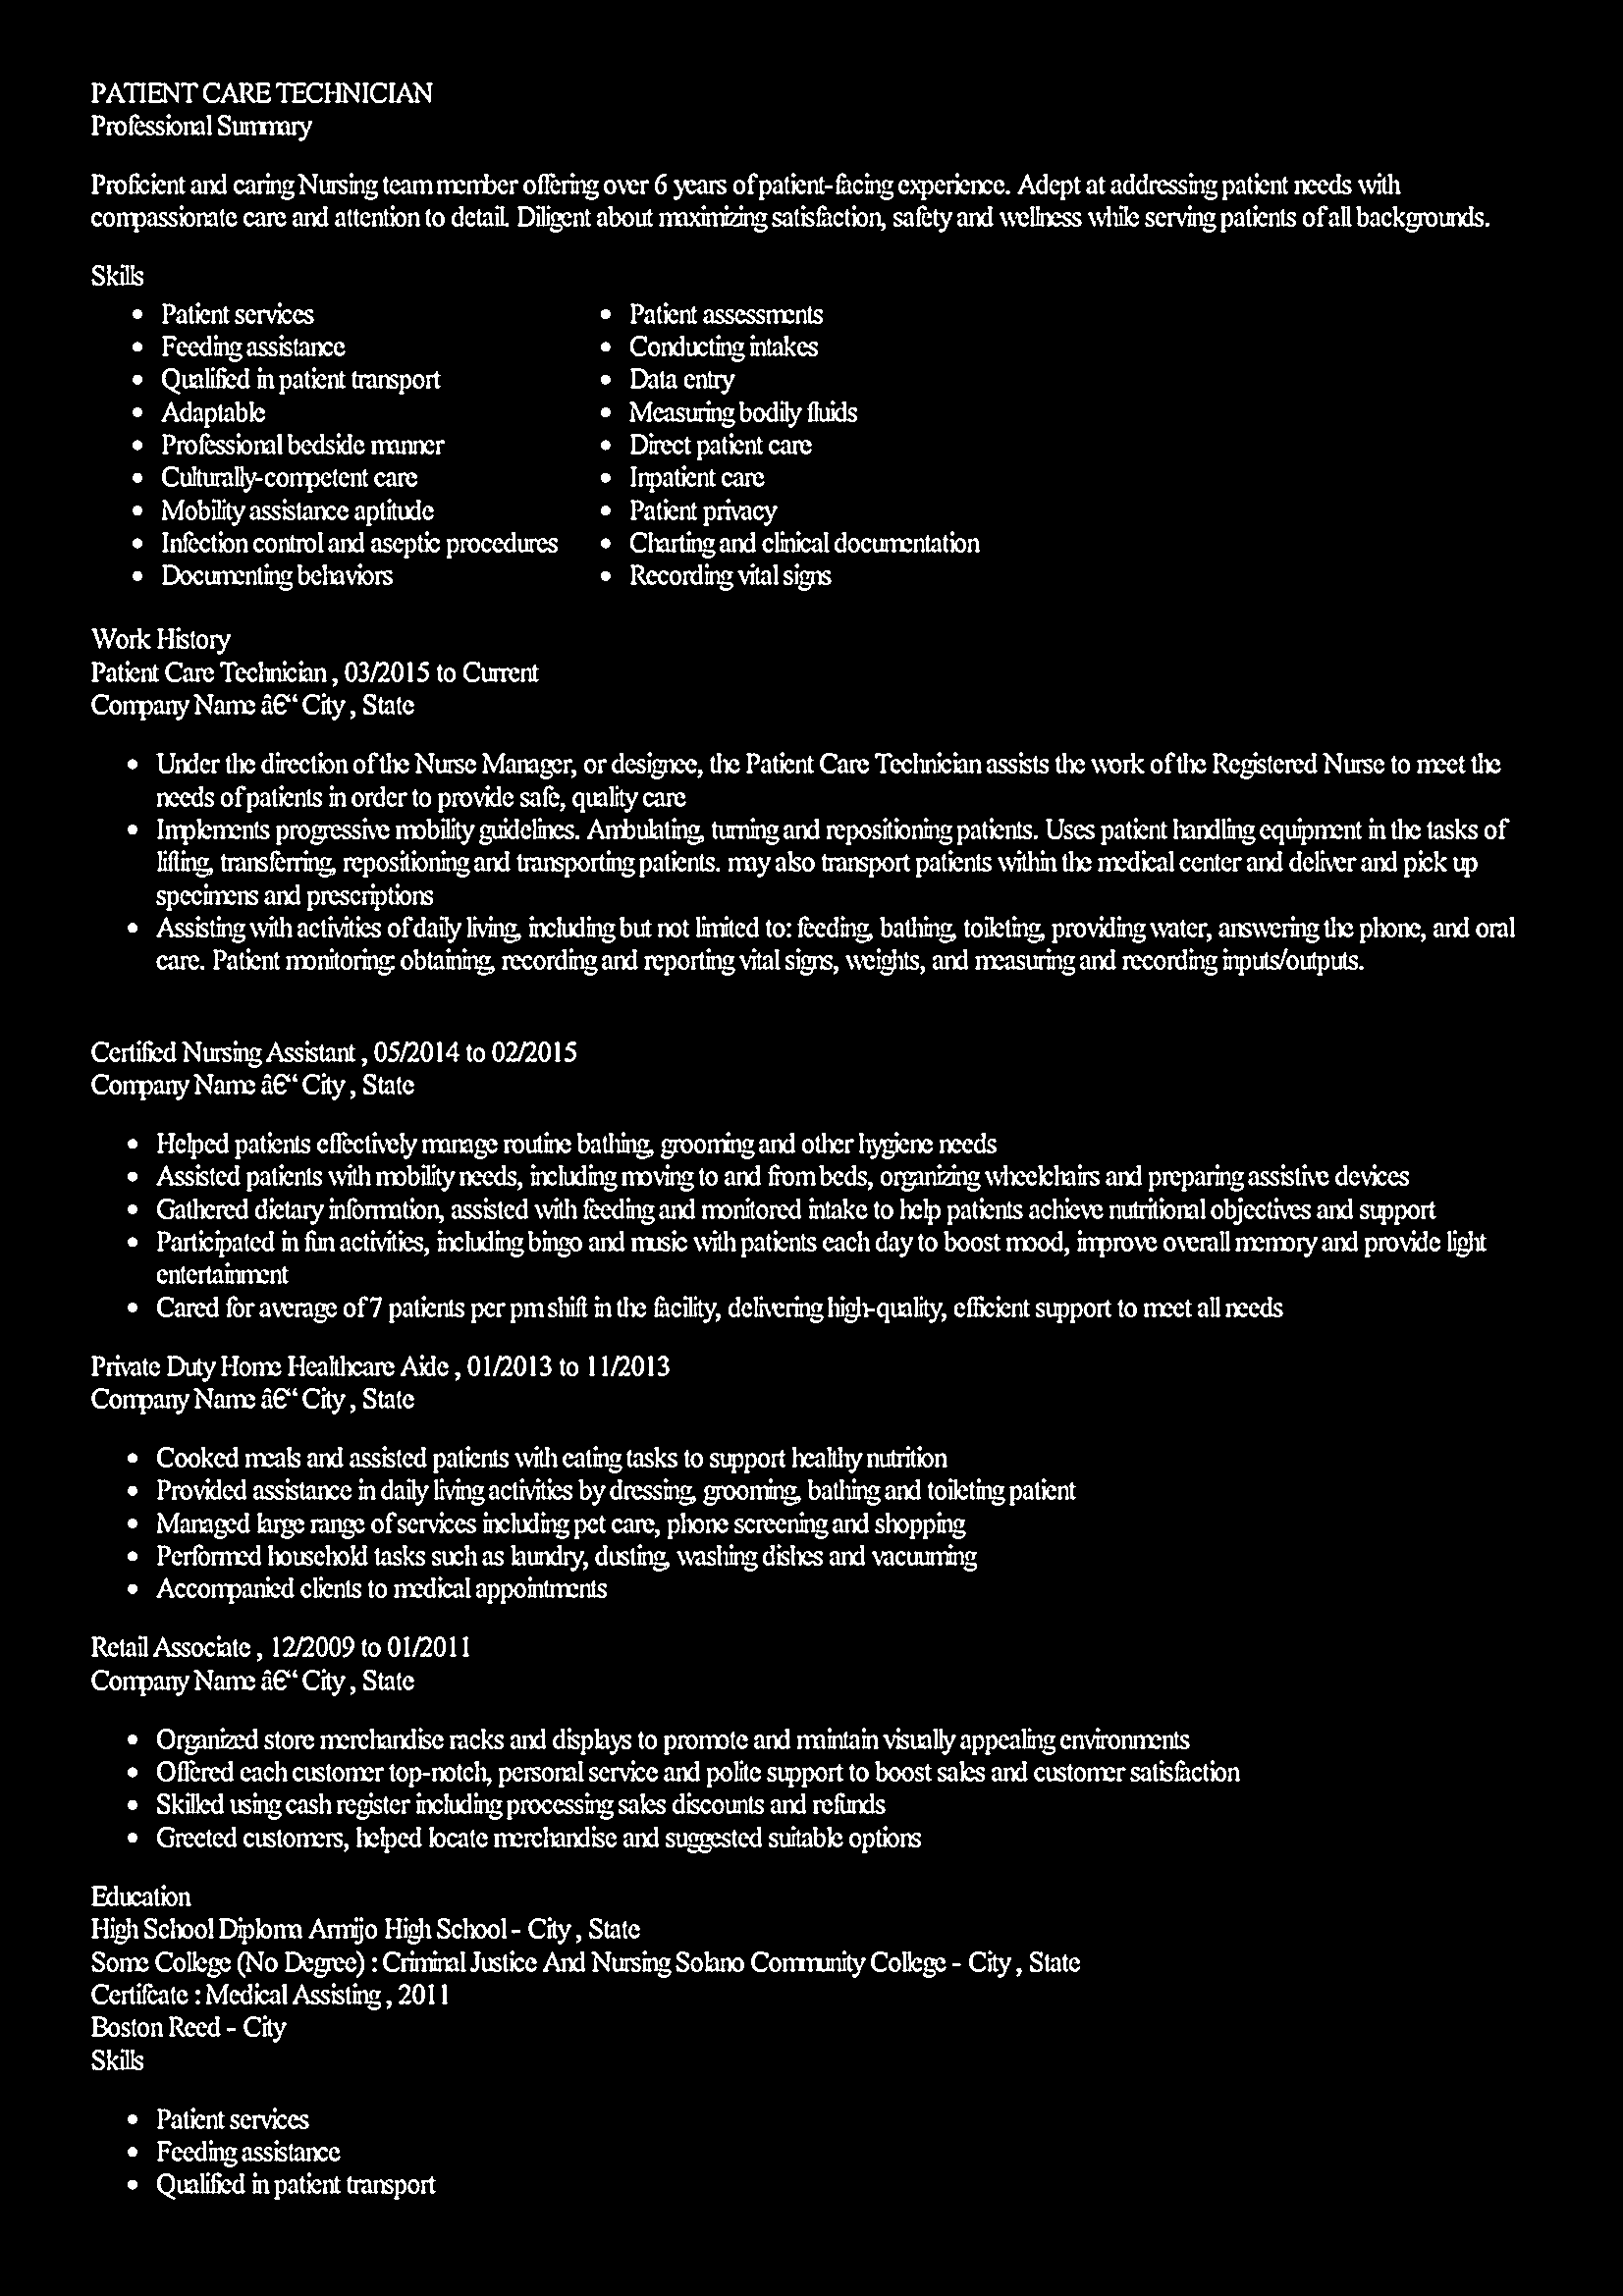 PATIENT CARE TECHNICIAN
Professional Summary
Proficient and caring Nursing team member offering over 6 years of patient-facing experience. Adept at addressing patient needs with
compassionate care and attention to detail. Diligent about maximizing satisfaction, safety and wellness while serving patients of all backgrounds.
Skills
• Patient services
• Feeding assistance
• Qualified in patient transport
• Adaptable
• Professional bedside manner
• Culturally-competent care
• Mobility assistance aptitude
• Infection control and aseptic procedures
• Documenting behaviors
• Patient assessments
• Conducting intakes
• Data entry
• Measuring bodily fluids
• Direct patient care
• Inpatient care
• Patient privacy
• Charting and clinical documentation
• Recording vital signs
Work History
Patient Care Technician , 03/2015 to Current
Company Name â€“ City , State
• Under the direction of the Nurse Manager, or designee, the Patient Care Technician assists the work of the Registered Nurse to meet the
needs of patients in order to provide safe, quality care
• Implements progressive mobility guidelines. Ambulating, turning and repositioning patients. Uses patient handling equipment in the tasks of
lifting, transferring, repositioning and transporting patients. may also transport patients within the medical center and deliver and pick up
specimens and prescriptions
• Assisting with activities of daily living, including but not limited to: feeding, bathing, toileting, providing water, answering the phone, and oral
care. Patient monitoring: obtaining, recording and reporting vital signs, weights, and measuring and recording inputs/outputs.
Certified Nursing Assistant , 05/2014 to 02/2015
Company Name â€“ City , State
• Helped patients effectively manage routine bathing, grooming and other hygiene needs
• Assisted patients with mobility needs, including moving to and from beds, organizing wheelchairs and preparing assistive devices
• Gathered dietary information, assisted with feeding and monitored intake to help patients achieve nutritional objectives and support
• Participated in fun activities, including bingo and music with patients each day to boost mood, improve overall memory and provide light
entertainment
• Cared for average of 7 patients per pm shift in the facility, delivering high-quality, efficient support to meet all needs
Private Duty Home Healthcare Aide , 01/2013 to 11/2013
Company Name â€“ City , State
• Cooked meals and assisted patients with eating tasks to support healthy nutrition
• Provided assistance in daily living activities by dressing, grooming, bathing and toileting patient
• Managed large range of services including pet care, phone screening and shopping
• Performed household tasks such as laundry, dusting, washing dishes and vacuuming
• Accompanied clients to medical appointments
Retail Associate , 12/2009 to 01/2011
Company Name â€“ City , State
• Organized store merchandise racks and displays to promote and maintain visually appealing environments
• Offered each customer top-notch, personal service and polite support to boost sales and customer satisfaction
• Skilled using cash register including processing sales discounts and refunds
• Greeted customers, helped locate merchandise and suggested suitable options
Education
High School Diploma Armijo High School - City , State
Some College (No Degree) : Criminal Justice And Nursing Solano Community College - City , State
Certifcate : Medical Assisting , 2011
Boston Reed - City
Skills
• Patient services
• Feeding assistance
• Qualified in patient transport